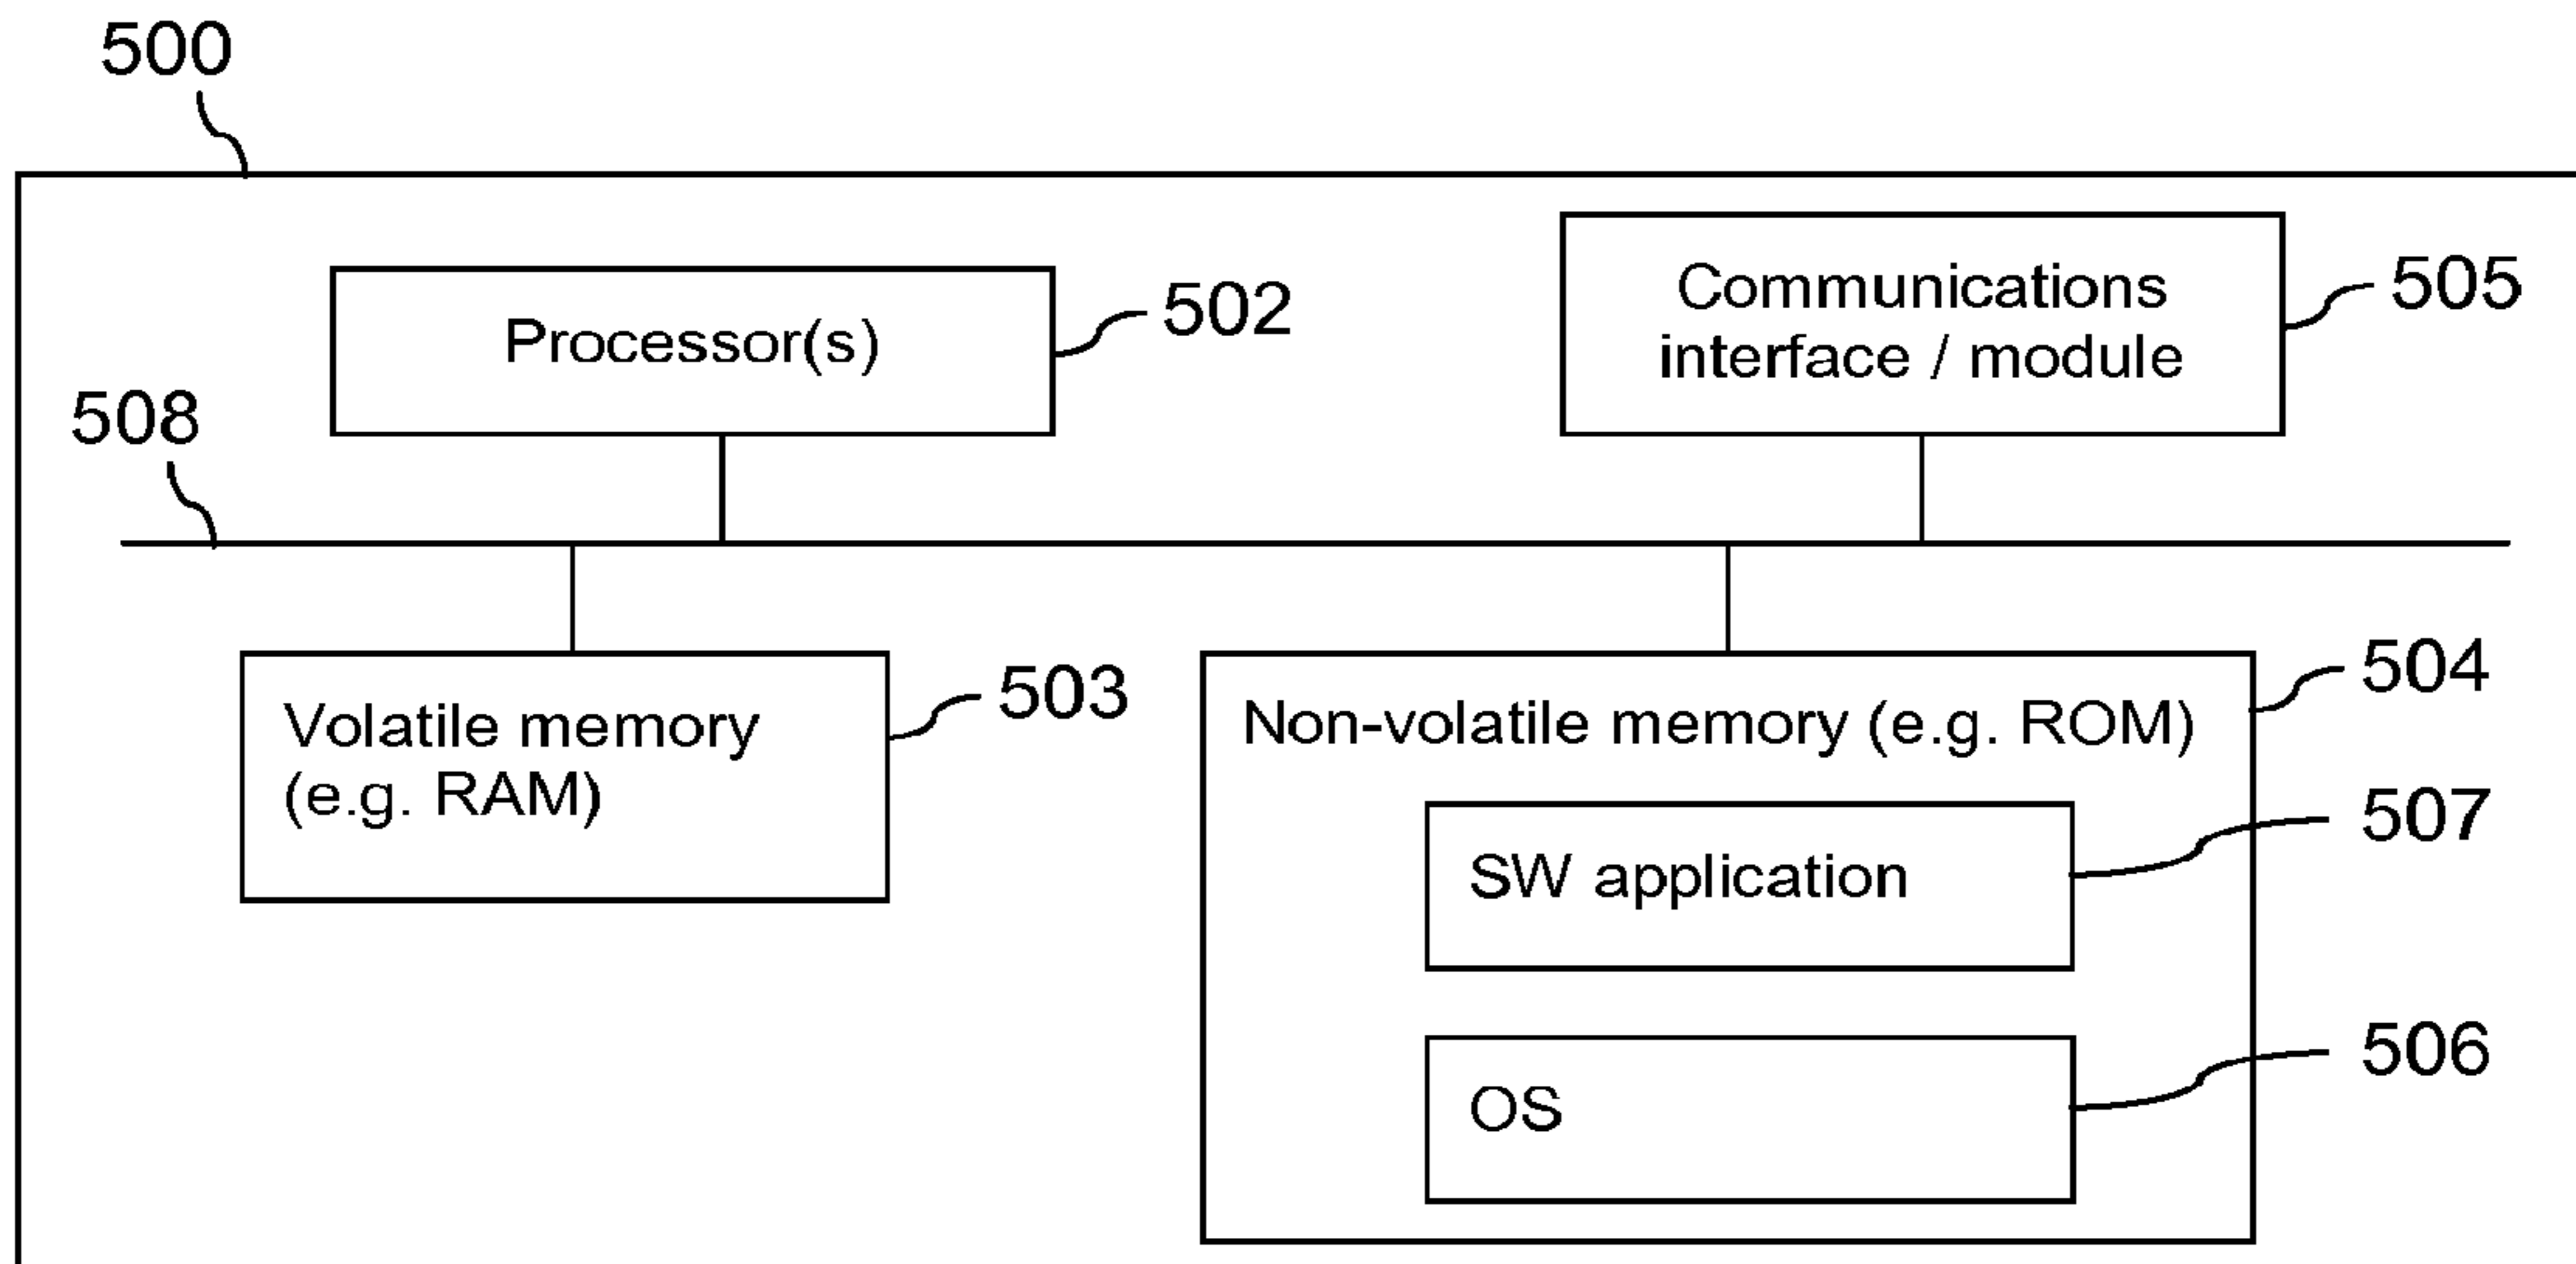 500
Processor(s)
502
Communications
interface / module
505
508
Volatile memory
(e.g. RAM)
503
Non-volatile memory (e.g. ROM)
504
SW application
507
OS
506